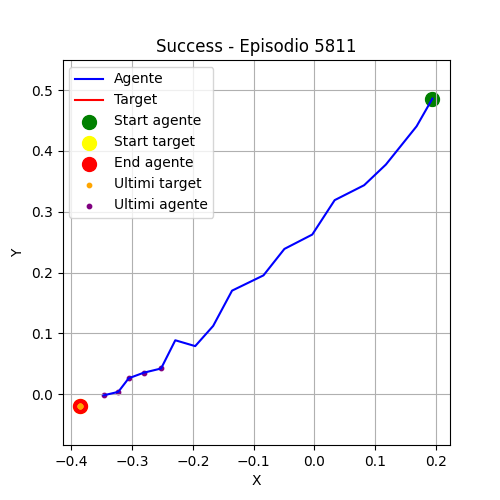 Success - Episodio 5811
Agente
Target
Start agente
Start target
End agente
Ultimi target
Ultimi agente
0.5
0.4
0.3
0.2
0.1
0.0
Y
−0.4 −0.3 −0.2 −0.1 0.0 0.1 0.2
X